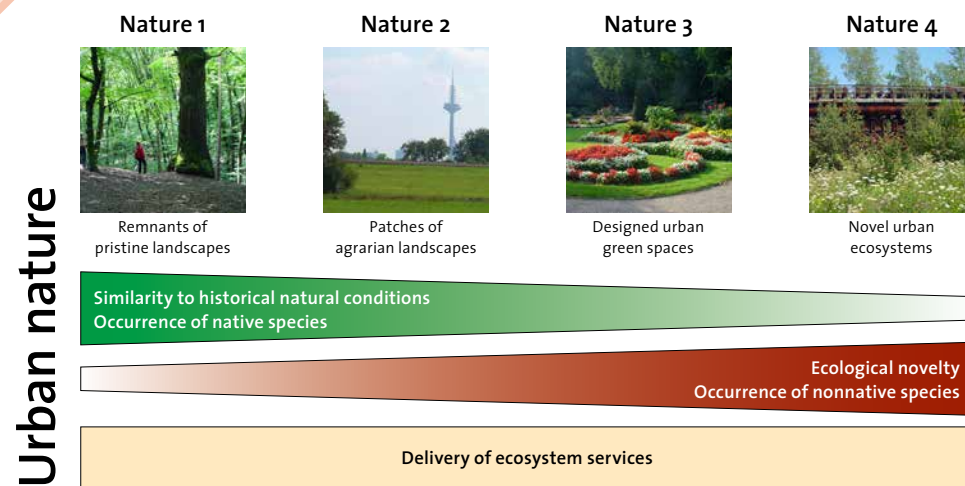 Urban nature
Nature 1
Nature 2
Nature 3
Nature 4
Remnants of
pristine landscapes
Patches of
agrarian landscapes
Designed urban
green spaces
Novel urban
ecosystems
Similarity to historical natural conditions
Occurrence of native species
Ecological novelty
Occurrence of nonnative species
Delivery of ecosystem services